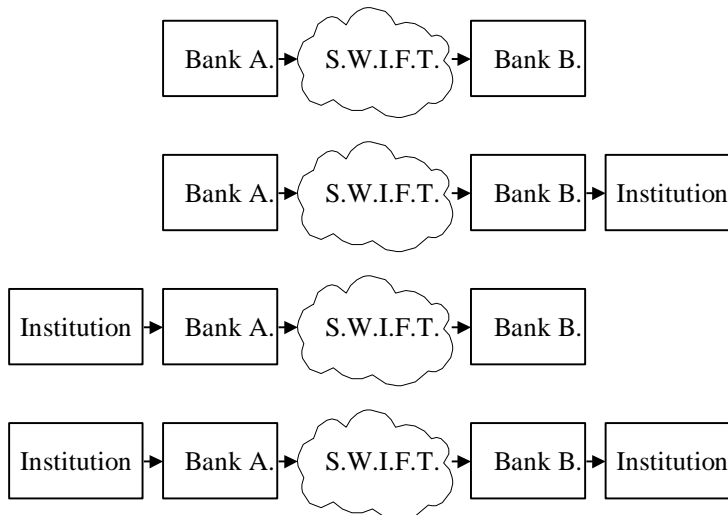 Bank A. S.W.I.F.T. Bank B.
Bank A. S.W.I.F.T. Bank B. Institution
Institution Bank A. S.W.I.F.T. Bank B.
Institution Bank A. S.W.I.F.T. Bank B. Institution